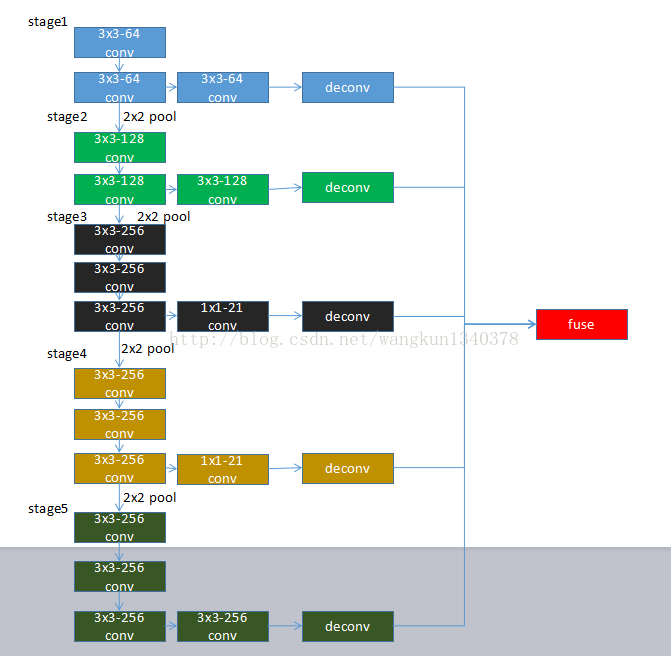 stage1
3x3-64
conv
3x3-64
conv
3x3-64
conv
deconv
stage2
2x2 pool
3x3-128
conv
3x3-128
conv
3x3-128
conv
deconv
stage3
2x2 pool
3x3-256
conv
3x3-256
conv
3x3-256
conv
1x1-21
conv
deconv
fuse
http://blog.csdn.net/wangkun1340378
2x2 pool
stage4
3x3-256
conv
3x3-256
conv
3x3-256
conv
1x1-21
conv
deconv
2x2 pool
stage5
3x3-256
conv
3x3-256
conv
3x3-256
conv
3x3-256
conv
deconv